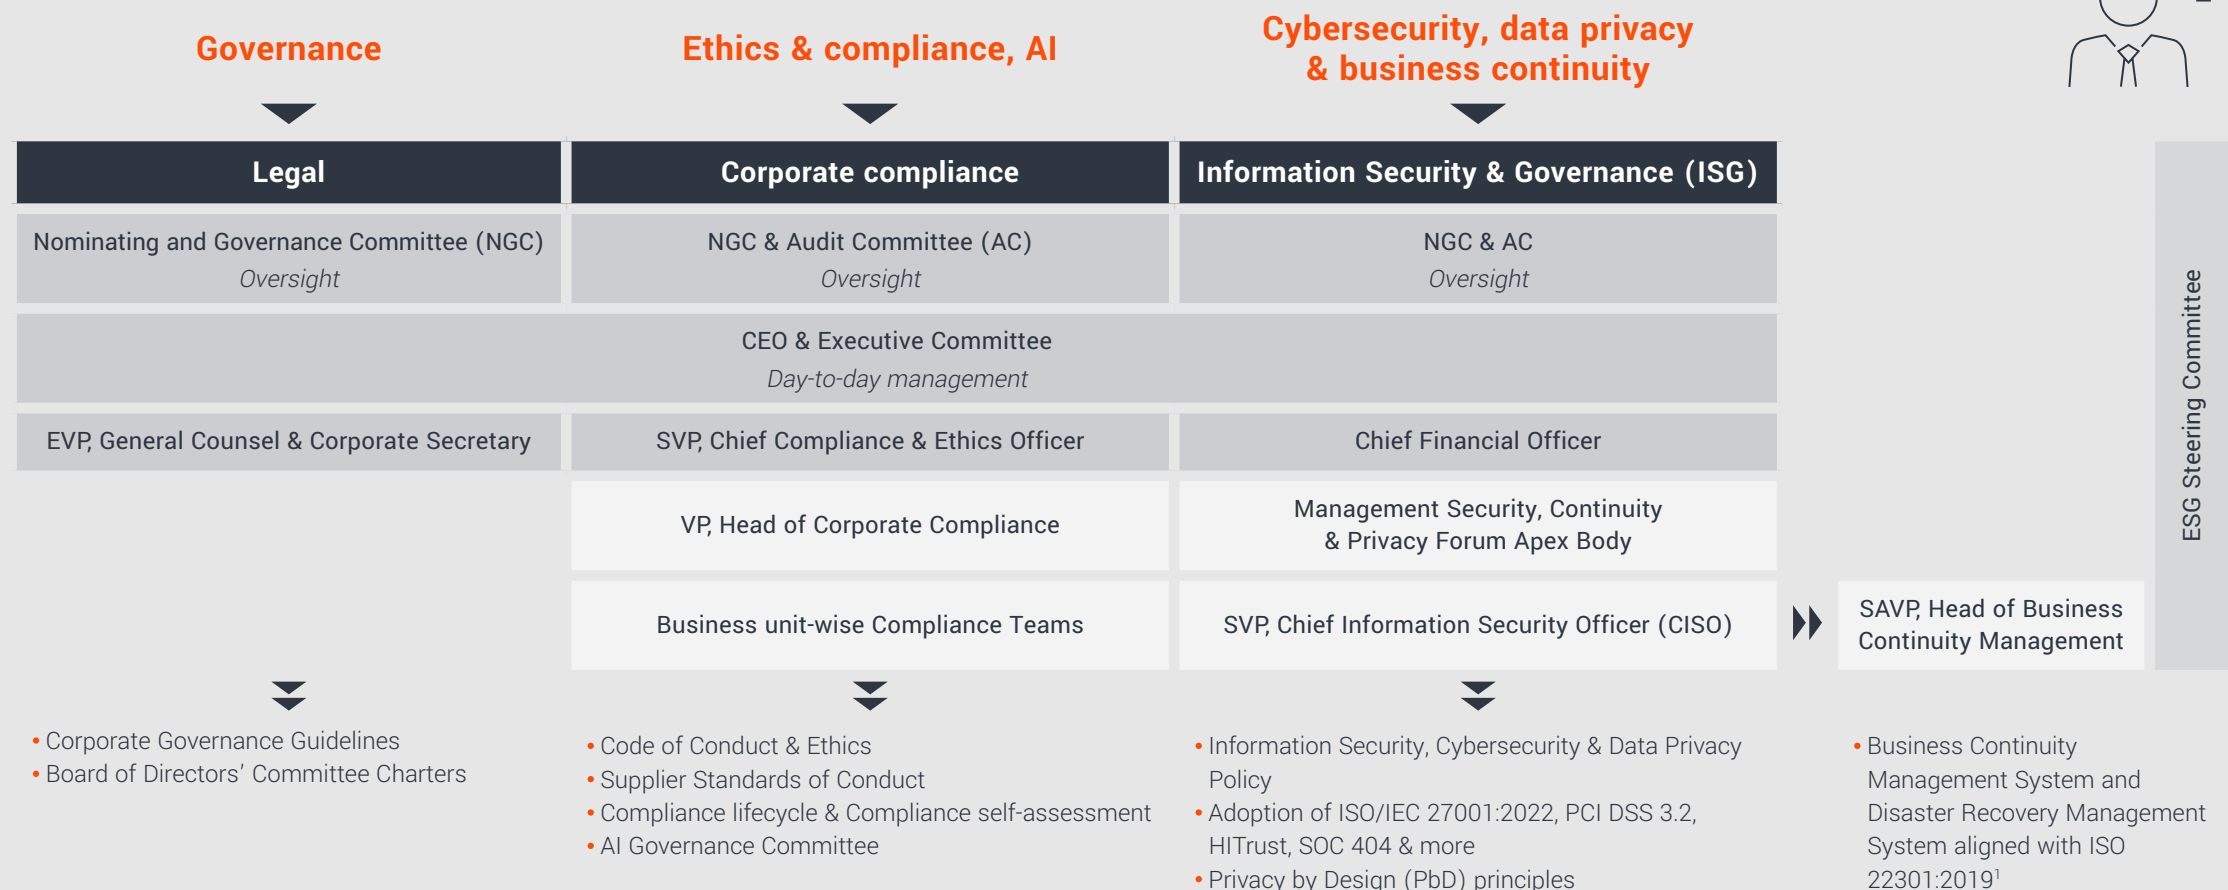 Governance
Ethics & compliance, AI
Cybersecurity, data privacy
& business continuity
Legal
Corporate compliance
Information Security & Governance (ISG)
Nominating and Governance Committee (NGC)
Oversight
NGC & Audit Committee (AC)
Oversight
NGC & AC
Oversight
CEO & Executive Committee
Day-to-day management
EVP, General Counsel & Corporate Secretary
SVP, Chief Compliance & Ethics Officer
Chief Financial Officer
VP, Head of Corporate Compliance
Management Security, Continuity
& Privacy Forum Apex Body
Business unit-wise Compliance Teams
SVP, Chief Information Security Officer (CISO)
SAVP, Head of Business
Continuity Management
ESG Steering Committee
• Corporate Governance Guidelines
• Board of Directors’ Committee Charters
• Code of Conduct & Ethics
• Supplier Standards of Conduct
• Compliance lifecycle & Compliance self-assessment
• AI Governance Committee
• Information Security, Cybersecurity & Data Privacy
Policy
• Adoption of ISO/IEC 27001:2022, PCI DSS 3.2,
HITrust, SOC 404 & more
• Privacy by Design (PbD) principles
• Business Continuity
Management System and
Disaster Recovery Management
System aligned with ISO
22301:2019¹